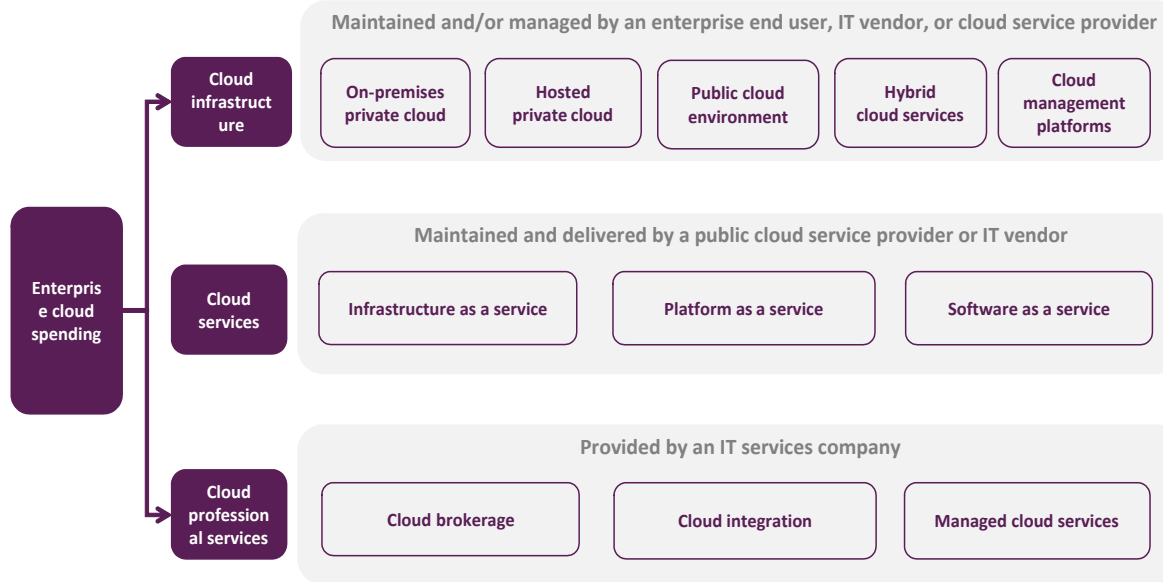 Maintained and/or managed by an enterprise end user, IT vendor, or cloud service provider
Cloud
infrastruct
ure
On-premises
private cloud
Hosted
private cloud
Public cloud
environment
Hybrid
cloud services
Cloud
management
platforms
Enterpris
e cloud
spending
Maintained and delivered by a public cloud service provider or IT vendor
Cloud
services
Infrastructure as a service
Platform as a service
Software as a service
Provided by an IT services company
Cloud
profession
al services
Cloud brokerage
Cloud integration
Managed cloud services